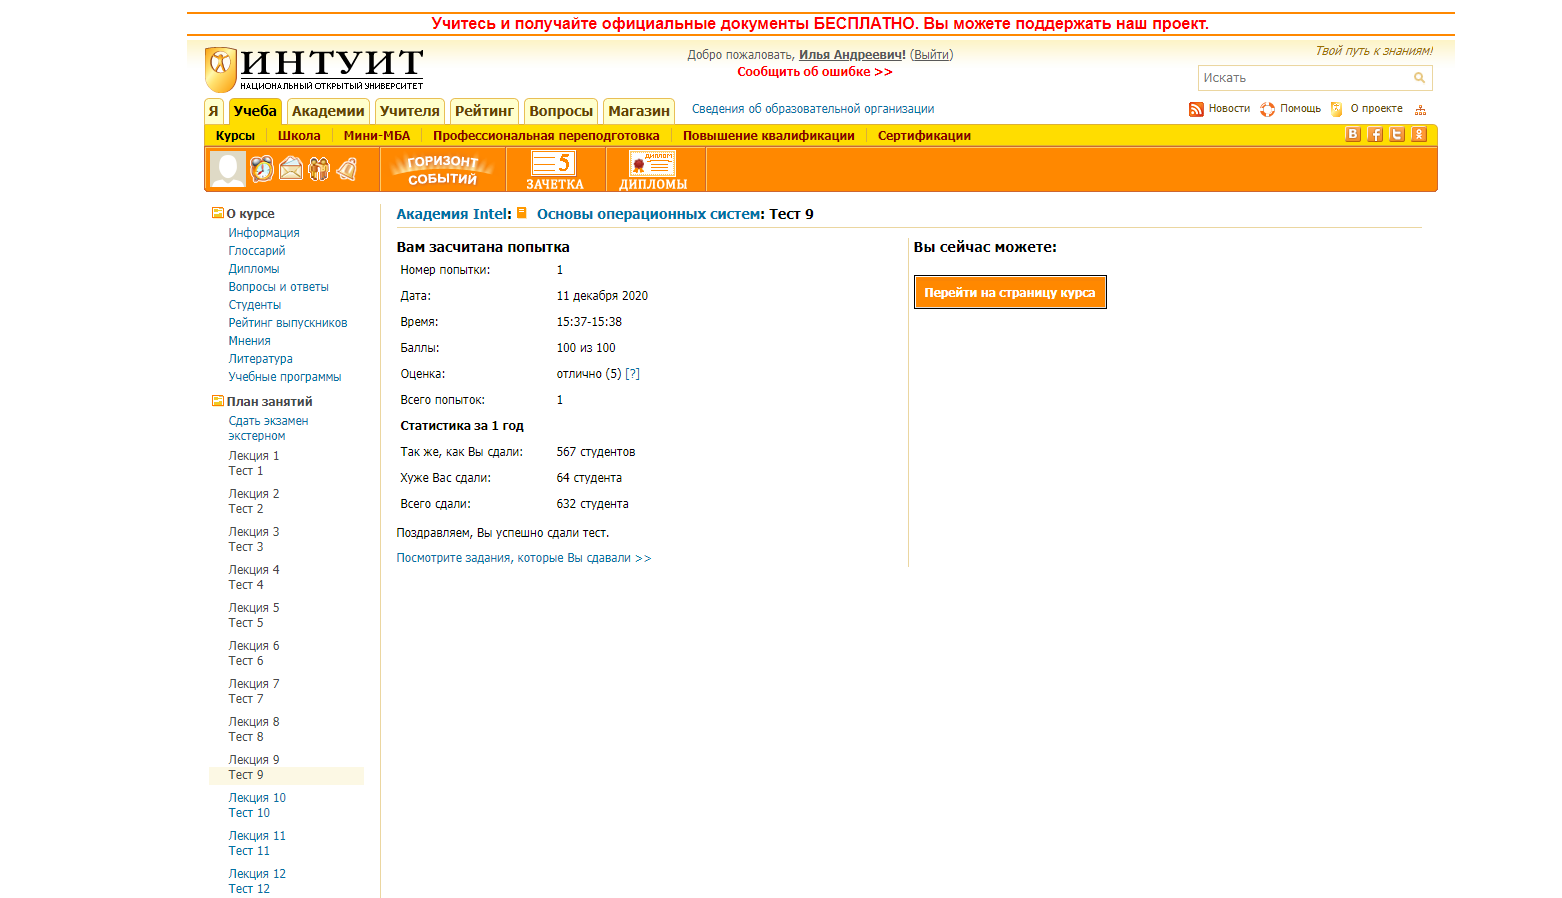 Учитесь и получайте официальные документы БЕСПЛАТНО. Вы можете поддержать наш проект.
ИНТУИТ
НАЦИОНАЛЬНЫЙ ОТКРЫТЫЙ УНИВЕРСИТЕТ
Добро пожаловать, Илья Андреевич! (Выйти)
Сообщить об ошибке >>
Твой путь к знаниям!
Искать
Я Учеба Академии Учителя Рейтинг Вопросы Магазин Сведения об образовательной организации Новости Помощь О проекте
Курсы Школа Мини-МБА Профессиональная переподготовка Повышение квалификации Сертификации
ГОРИЗОНТ СОБЫТИЙ
5 ЗАЧЕТКА
ДИПЛОМ ДИПЛОМЫ
О курсе
Информация
Глоссарий
Дипломы
Вопросы и ответы
Студенты
Рейтинг выпускников
Мнения
Литература
Учебные программы
План занятий
Сдать экзамен
экстерном
Лекция 1
Тест 1
Лекция 2
Тест 2
Лекция 3
Тест 3
Лекция 4
Тест 4
Лекция 5
Тест 5
Лекция 6
Тест 6
Лекция 7
Тест 7
Лекция 8
Тест 8
Лекция 9
Тест 9
Лекция 10
Тест 10
Лекция 11
Тест 11
Лекция 12
Тест 12
Академия Intel: Основы операционных систем: Тест 9
Вам засчитана попытка
Номер попытки: 1
Дата: 11 декабря 2020
Время: 15:37-15:38
Баллы: 100 из 100
Оценка: отлично (5) [?]
Всего попыток: 1
Статистика за 1 год
Так же, как Вы сдали: 567 студентов
Хуже Вас сдали: 64 студента
Всего сдали: 632 студента
Поздравляем, Вы успешно сдали тест.
Посмотрите задания, которые Вы сдавали >>
Вы сейчас можете:
Перейти на страницу курса